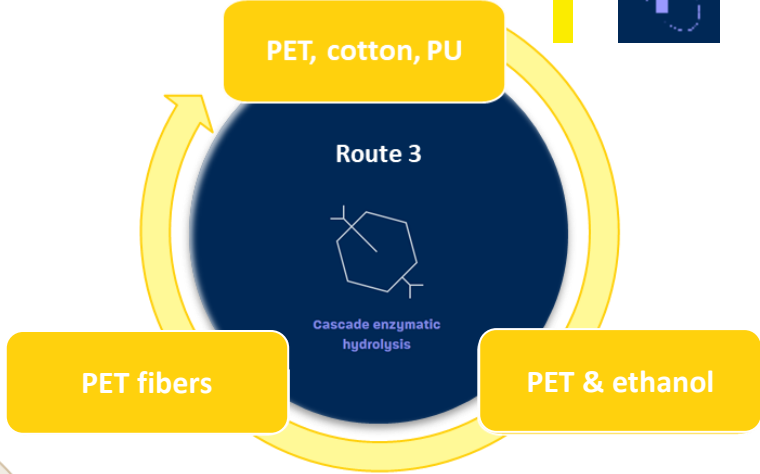 PET, cotton, PU
Route 3
Cascade enzymatic
hydrolysis
PET fibers
PET & ethanol